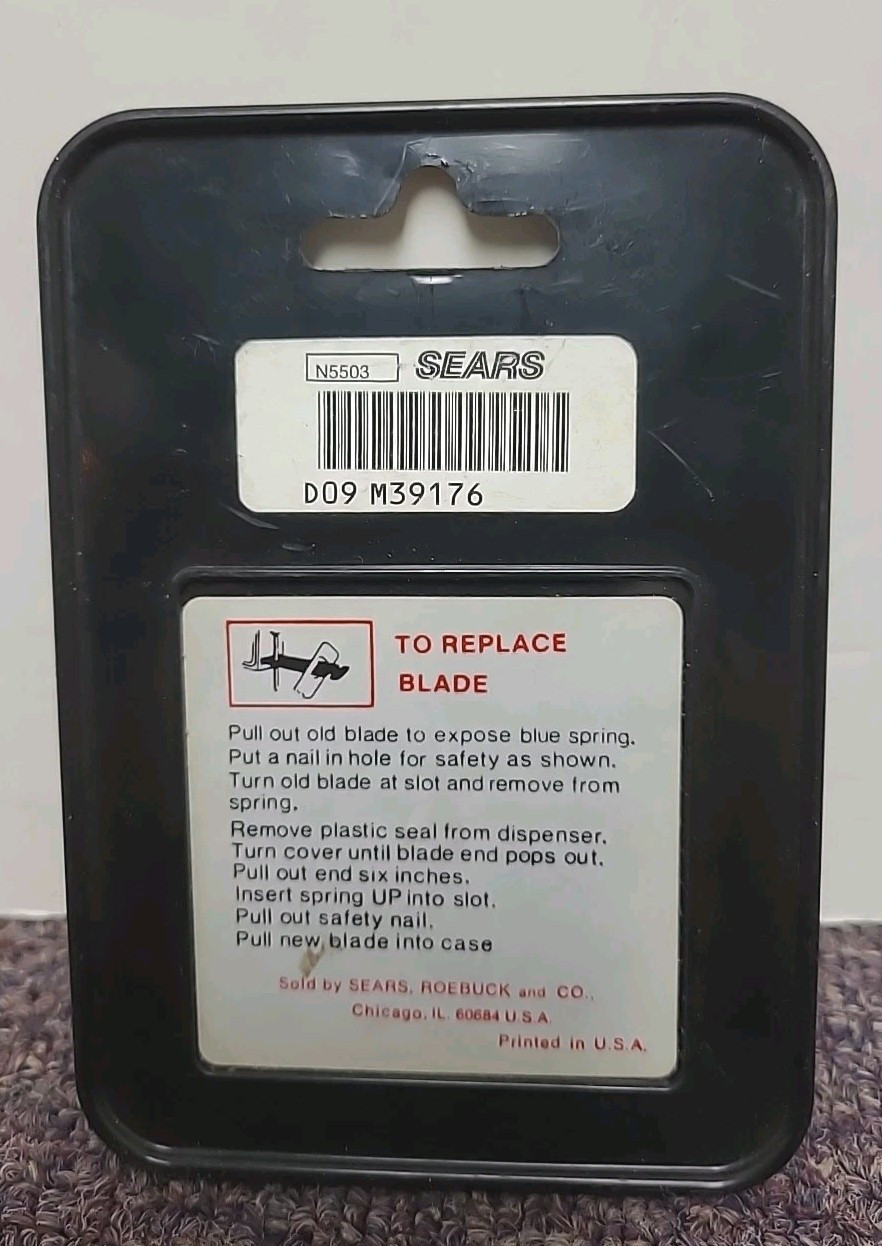 N5503 SEARS
D09 M39176
TO REPLACE
BLADE
Pull out old blade to expose blue spring.
Put a nail in hole for safety as shown.
Turn old blade at slot and remove from
spring.
Remove plastic seal from dispenser.
Turn cover until blade end pops out.
Pull out end six inches.
Insert spring UP into slot.
Pull out safety nail.
Pull new blade into case
Sold by SEARS, ROEBUCK and CO.,
Chicago, IL. 60684 U.S.A.
Printed in U.S.A.